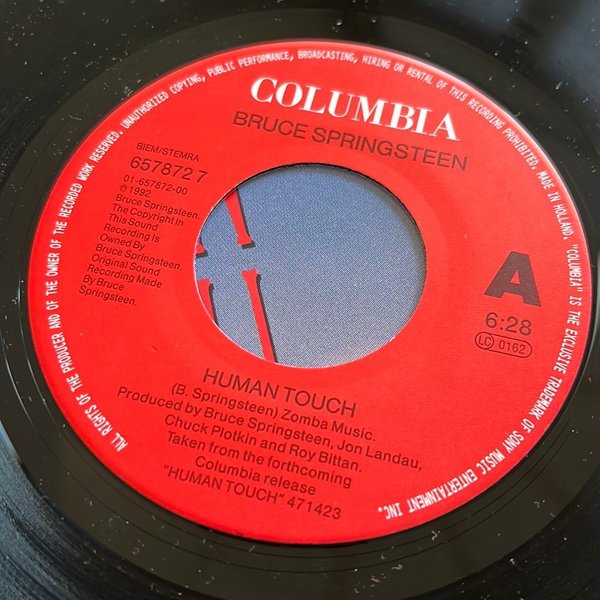 ALL RIGHTS OF THE PRODUCER AND OF THE OWNER OF THE RECORDED WORK RESERVED. UNAUTHORIZED COPYING, PUBLIC PERFORMANCE, BROADCASTING, HIRING OR RENTAL OF THIS RECORDING PROHIBITED. MADE IN HOLLAND. "COLUMBIA" IS THE EXCLUSIVE TRADEMARK OF SONY MUSIC ENTERTAINMENT INC.
COLUMBIA
BRUCE SPRINGSTEEN
BIEM/STEMRA
657872 7
01-657872-00
℗ 1992
Bruce Springsteen.
The Copyright In
This Sound
Recording Is
Owned By
Bruce Springsteen.
Original Sound
Recording Made
By Bruce
Springsteen.
A
6:28
LC 0162
HUMAN TOUCH
(B. Springsteen) Zomba Music.
Produced by Bruce Springsteen, Jon Landau,
Chuck Plotkin and Roy Bittan.
Taken from the forthcoming
Columbia release
"HUMAN TOUCH" 471423